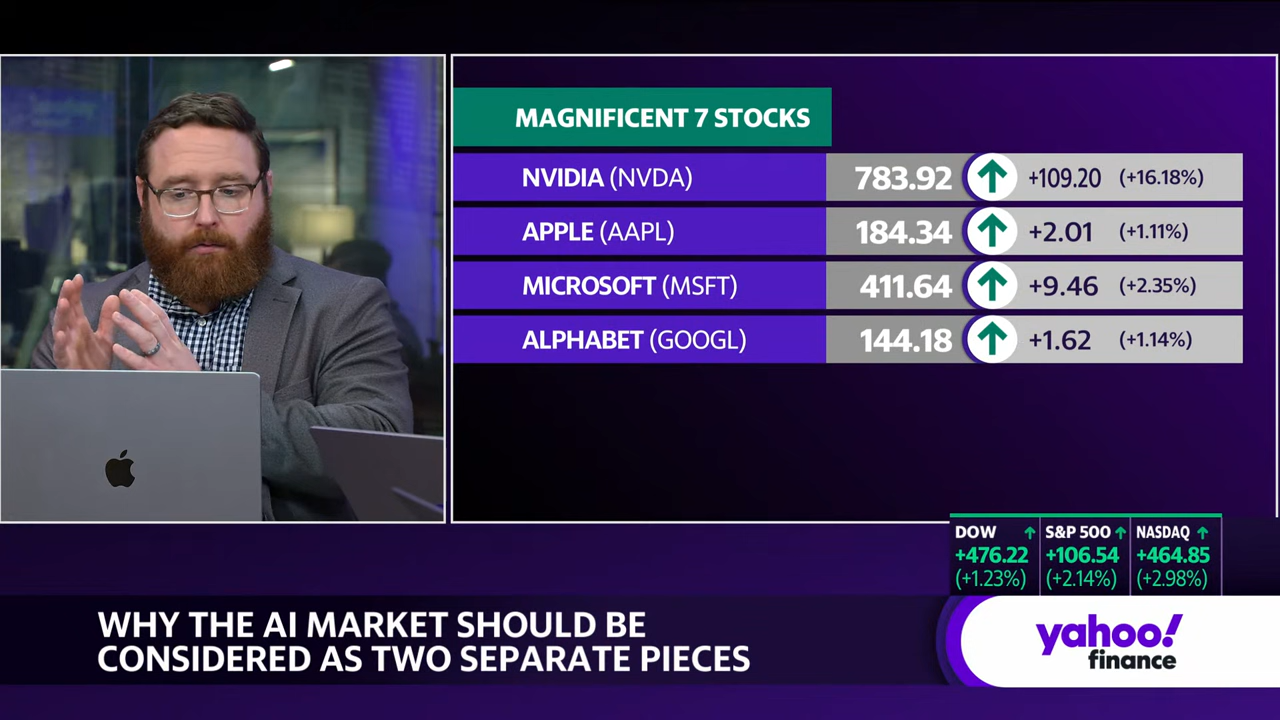 MAGNIFICENT 7 STOCKS
NVIDIA (NVDA) 783.92 +109.20 (+16.18%)
APPLE (AAPL) 184.34 +2.01 (+1.11%)
MICROSOFT (MSFT) 411.64 +9.46 (+2.35%)
ALPHABET (GOOGL) 144.18 +1.62 (+1.14%)
DOW S&P 500 NASDAQ
+476.22 +106.54 +464.85
(+1.23%) (+2.14%) (+2.98%)
WHY THE AI MARKET SHOULD BE
CONSIDERED AS TWO SEPARATE PIECES
yahoo!
finance